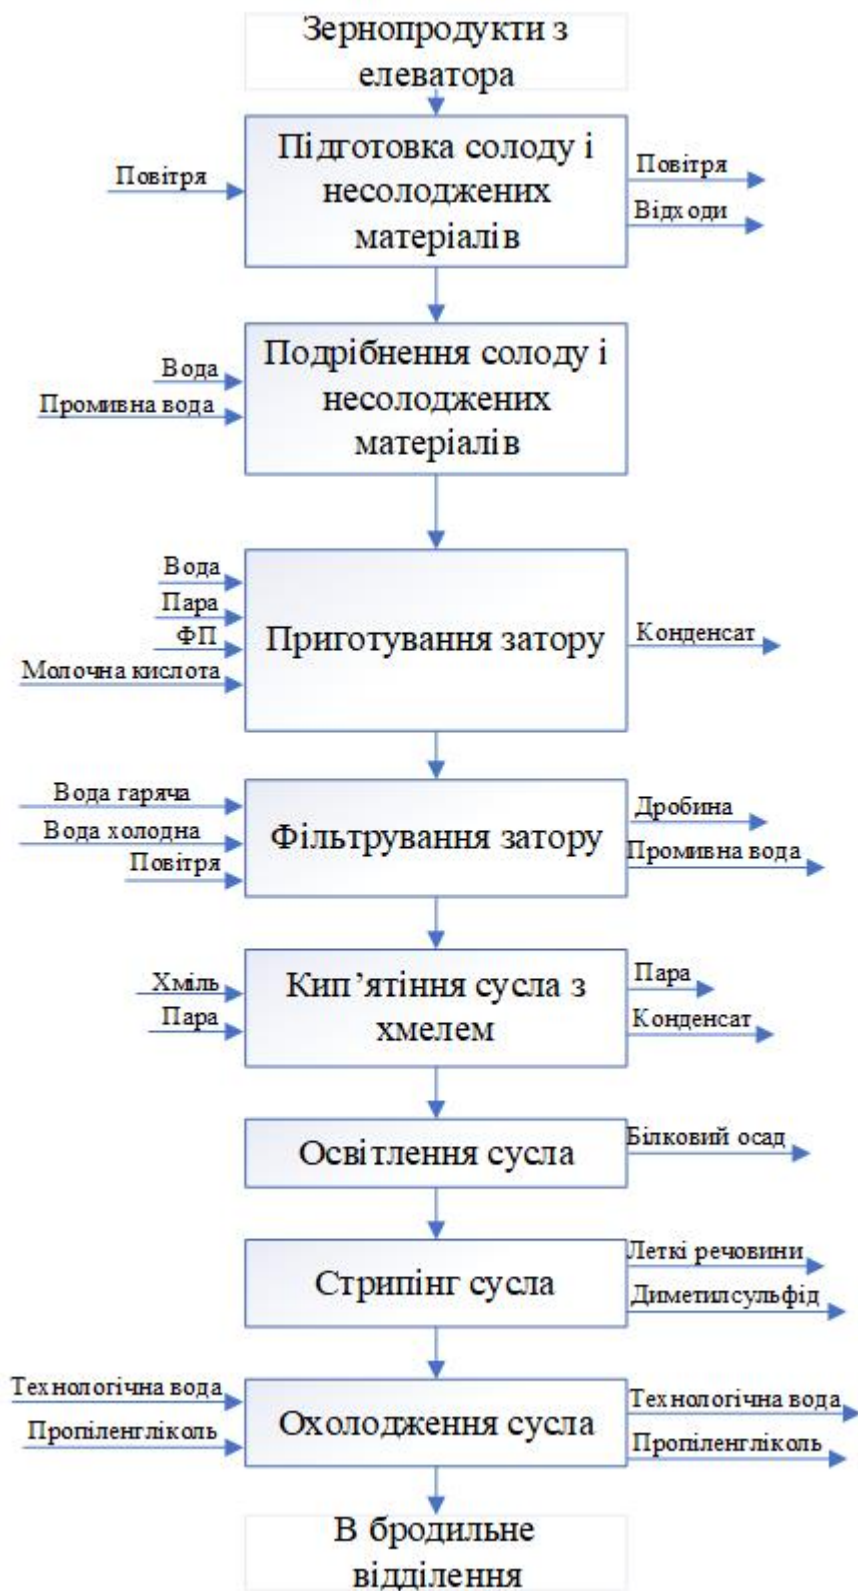 Зернопродукти з
елеватора
Повітря
Підготовка солоду і
несолоджених
матеріалів
Повітря
Відходи
Вода
Промивна вода
Подрібнення солоду і
несолоджених
матеріалів
Вода
Пара
ФП
Молочна кислота
Приготування затору
Конденсат
Вода гаряча
Вода холодна
Повітря
Фільтрування затору
Дробина
Промивна вода
Хміль
Пара
Кип’ятіння сусла з
хмелем
Пара
Конденсат
Освітлення сусла
Білковий осад
Стрипінг сусла
Леткі речовини
Диметилсульфід
Технологічна вода
Пропіленгліколь
Охолодження сусла
Технологічна вода
Пропіленгліколь
В бродильне
відділення